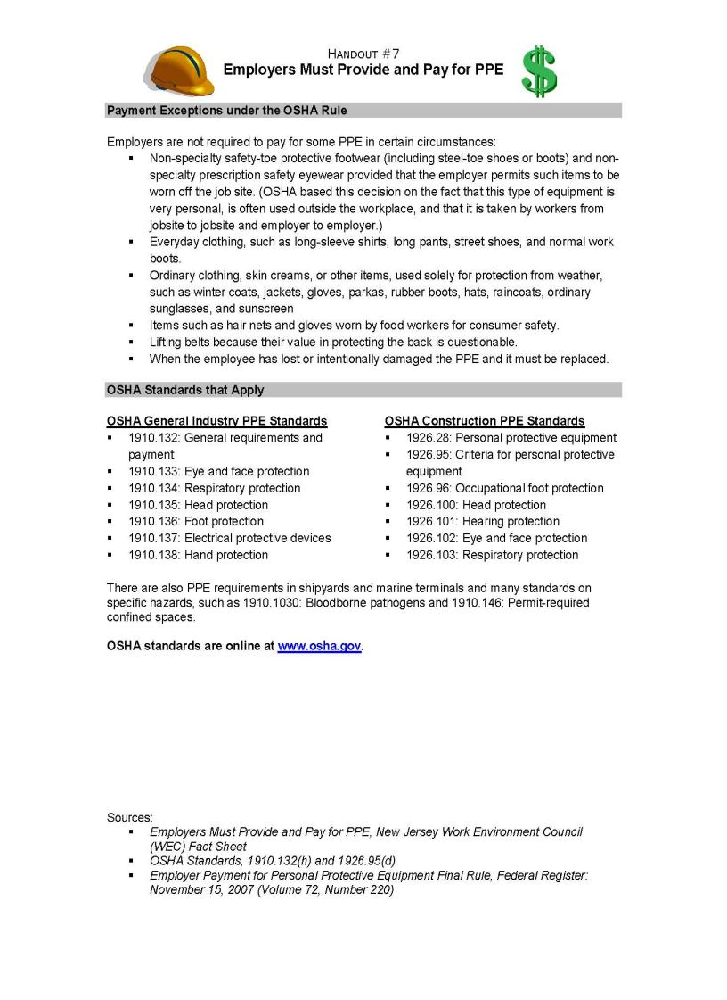 HANDOUT #7
Employers Must Provide and Pay for PPE
Payment Exceptions under the OSHA Rule
Employers are not required to pay for some PPE in certain circumstances:
▪ Non-specialty safety-toe protective footwear (including steel-toe shoes or boots) and non-
specialty prescription safety eyewear provided that the employer permits such items to be
worn off the job site. (OSHA based this decision on the fact that this type of equipment is
very personal, is often used outside the workplace, and that it is taken by workers from
jobsite to jobsite and employer to employer.)
▪ Everyday clothing, such as long-sleeve shirts, long pants, street shoes, and normal work
boots.
▪ Ordinary clothing, skin creams, or other items, used solely for protection from weather,
such as winter coats, jackets, gloves, parkas, rubber boots, hats, raincoats, ordinary
sunglasses, and sunscreen
▪ Items such as hair nets and gloves worn by food workers for consumer safety.
▪ Lifting belts because their value in protecting the back is questionable.
▪ When the employee has lost or intentionally damaged the PPE and it must be replaced.
OSHA Standards that Apply
OSHA General Industry PPE Standards
▪ 1910.132: General requirements and
payment
▪ 1910.133: Eye and face protection
▪ 1910.134: Respiratory protection
▪ 1910.135: Head protection
▪ 1910.136: Foot protection
▪ 1910.137: Electrical protective devices
▪ 1910.138: Hand protection
OSHA Construction PPE Standards
▪ 1926.28: Personal protective equipment
▪ 1926.95: Criteria for personal protective
equipment
▪ 1926.96: Occupational foot protection
▪ 1926.100: Head protection
▪ 1926.101: Hearing protection
▪ 1926.102: Eye and face protection
▪ 1926.103: Respiratory protection
There are also PPE requirements in shipyards and marine terminals and many standards on
specific hazards, such as 1910.1030: Bloodborne pathogens and 1910.146: Permit-required
confined spaces.
OSHA standards are online at www.osha.gov.
Sources:
▪ Employers Must Provide and Pay for PPE, New Jersey Work Environment Council
(WEC) Fact Sheet
▪ OSHA Standards, 1910.132(h) and 1926.95(d)
▪ Employer Payment for Personal Protective Equipment Final Rule, Federal Register:
November 15, 2007 (Volume 72, Number 220)